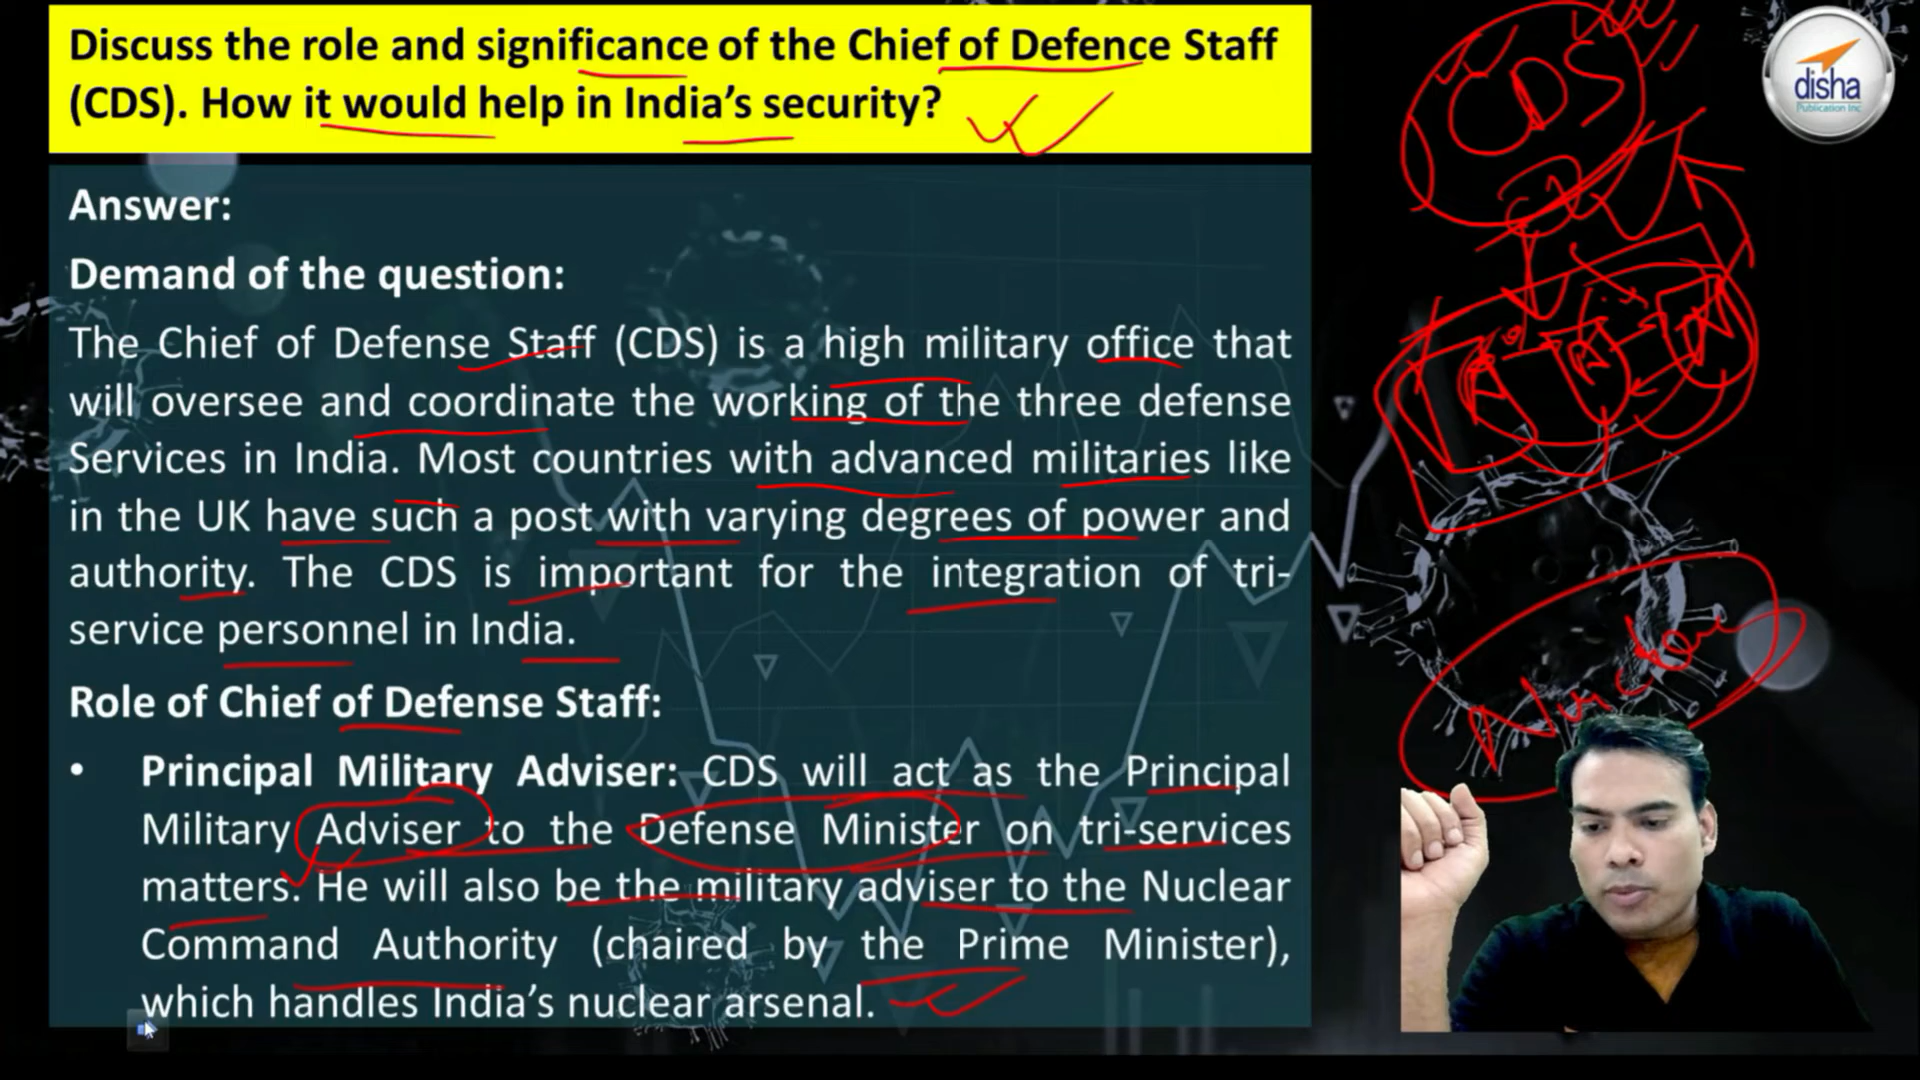 Discuss the role and significance of the Chief of Defence Staff
(CDS). How it would help in India's security?
disha
Publication Inc
CDS
Answer:
Demand of the question:
The Chief of Defense Staff (CDS) is a high military office that
will oversee and coordinate the working of the three defense
Services in India. Most countries with advanced militaries like
in the UK have such a post with varying degrees of power and
authority. The CDS is important for the integration of tri-
service personnel in India.
Nuclear
Role of Chief of Defense Staff:
• Principal Military Adviser: CDS will act as the Principal
Military Adviser to the Defense Minister on tri-services
matters. He will also be the military adviser to the Nuclear
Command Authority (chaired by the Prime Minister),
which handles India's nuclear arsenal.